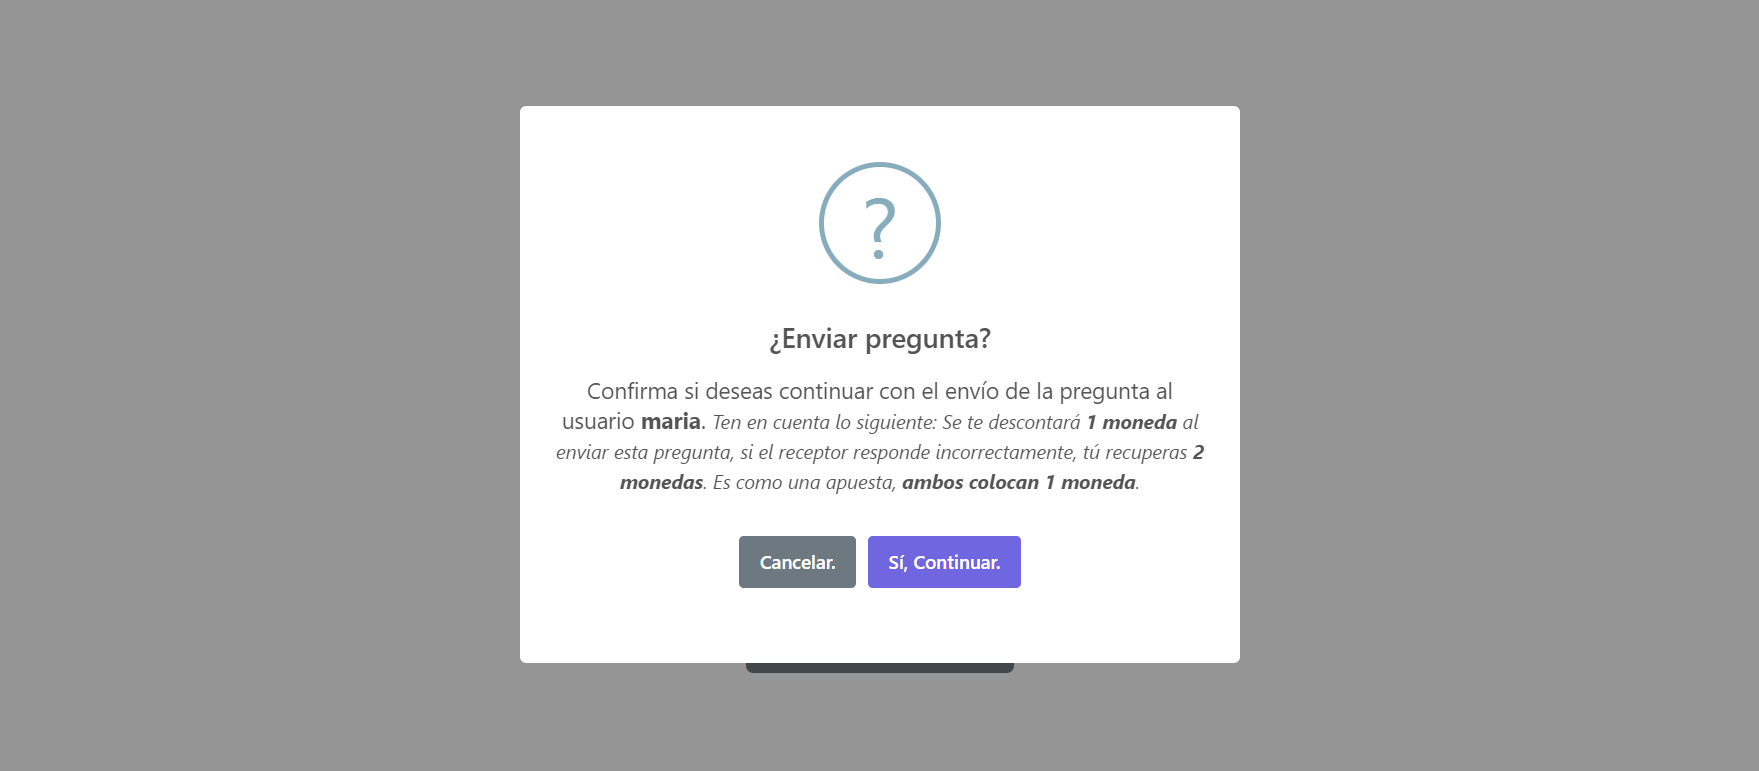 ?
¿Enviar pregunta?
Confirma si deseas continuar con el envío de la pregunta al
usuario maria. Ten en cuenta lo siguiente: Se te descontará 1 moneda al
enviar esta pregunta, si el receptor responde incorrectamente, tú recuperas 2
monedas. Es como una apuesta, ambos colocan 1 moneda.
Cancelar. Sí, Continuar.